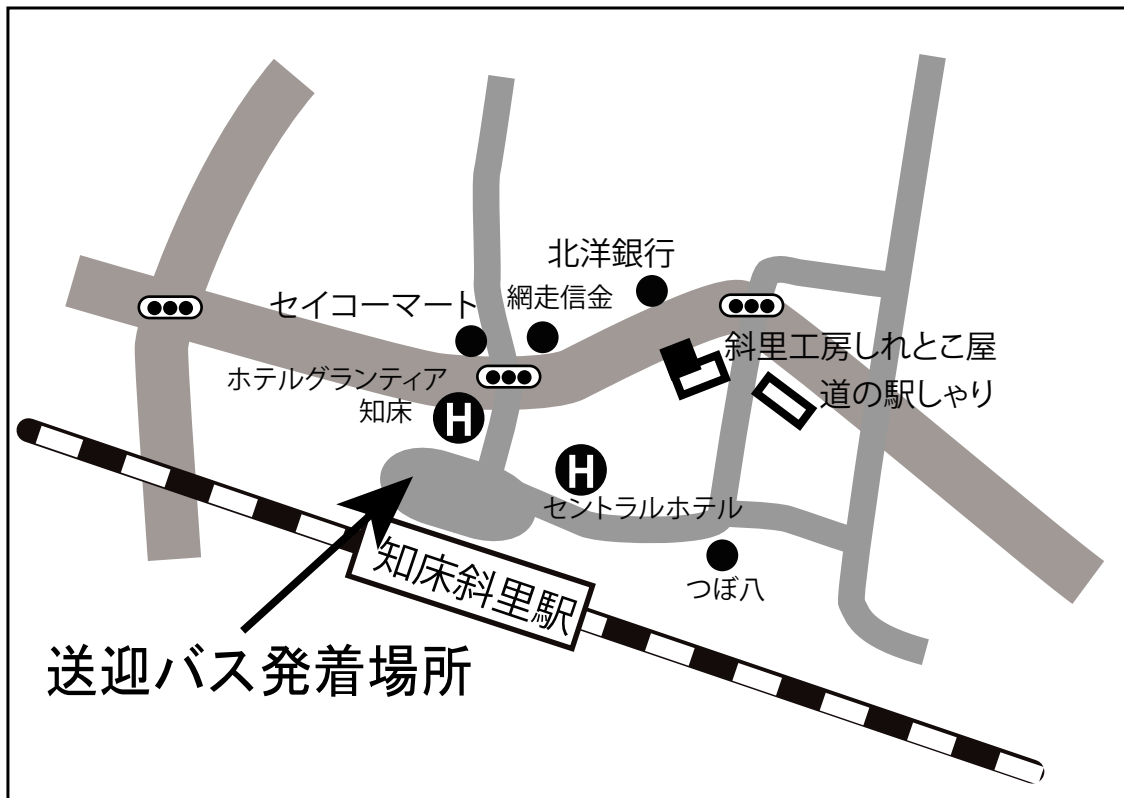 北洋銀行
網走信金
セイコーマート
斜里工房しれとこ屋
ホテルグランティア
知床
道の駅しゃり
H
H
セントラルホテル
つぼ八
知床斜里駅
送迎バス発着場所